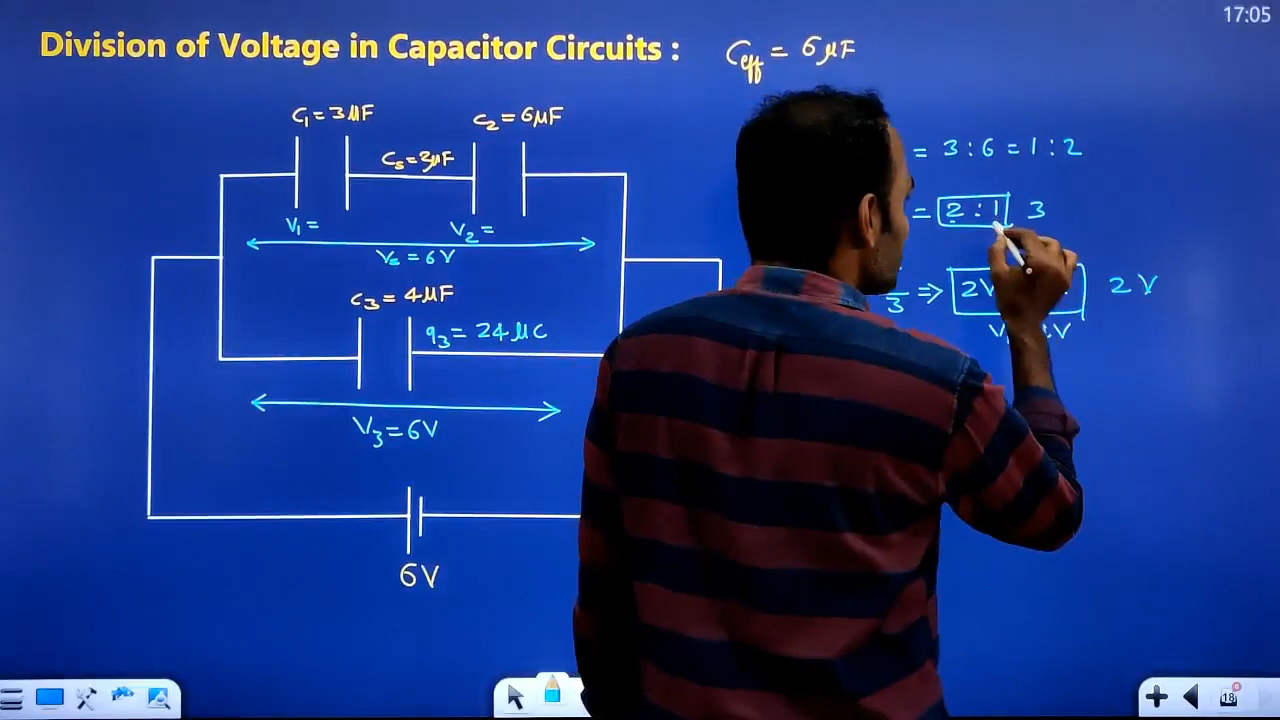 17:05
Division of Voltage in Capacitor Circuits :
Ceff = 6μF
C1 = 3μF
C2 = 6μF
Cs = 2μF
= 3 : 6 = 1 : 2
= 2 : 1 3
V1 =
V2 =
Vs = 6V
3 ⇒ 2V 2V
C3 = 4μF
q3 = 24μC
V3 = 6V
6V
18